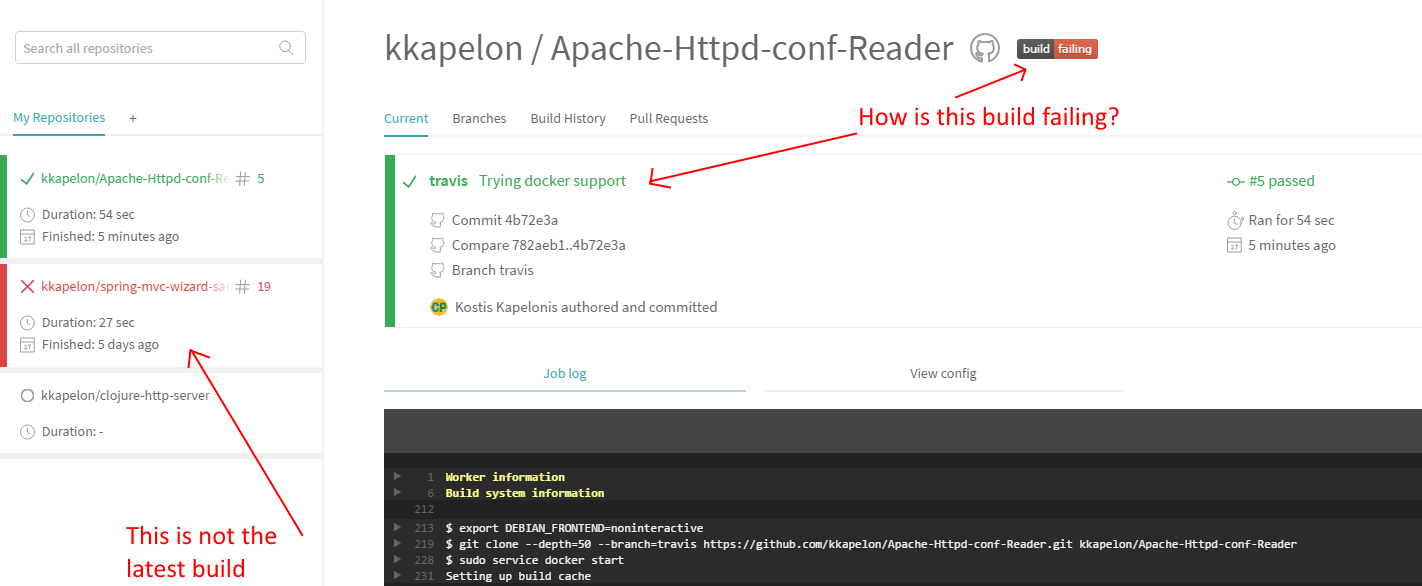 Search all repositories
My Repositories +
kkapelon/Apache-Httpd-conf-Re # 5
Duration: 54 sec
Finished: 5 minutes ago
kkapelon/spring-mvc-wizard-sa # 19
Duration: 27 sec
Finished: 5 days ago
kkapelon/clojure-http-server
Duration: -
This is not the
latest build
kkapelon / Apache-Httpd-conf-Reader build failing
How is this build failing?
Current Branches Build History Pull Requests
travis Trying docker support #5 passed
Commit 4b72e3a Ran for 54 sec
Compare 782aeb1..4b72e3a 5 minutes ago
Branch travis
CP Kostis Kapelonis authored and committed
Job log View config
1 Worker information
6 Build system information
212
213 $ export DEBIAN_FRONTEND=noninteractive
219 $ git clone --depth=50 --branch=travis https://github.com/kkapelon/Apache-Httpd-conf-Reader.git kkapelon/Apache-Httpd-conf-Reader
228 $ sudo service docker start
231 Setting up build cache